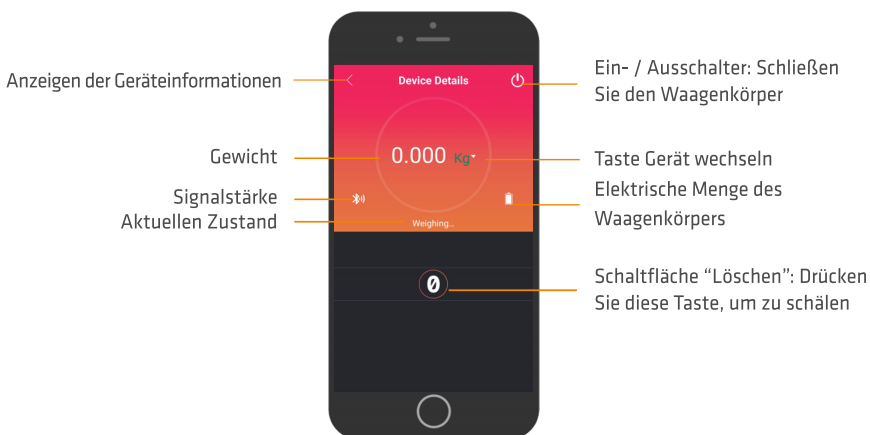 Anzeigen der Geräteinformationen
Device Details
Ein- / Ausschalter: Schließen
Sie den Waagenkörper
Gewicht
0.000 Kg
Taste Gerät wechseln
Signalstärke
Elektrische Menge des
Waagenkörpers
Aktuellen Zustand
Weighing...
0
Schaltfläche “Löschen”: Drücken
Sie diese Taste, um zu schälen